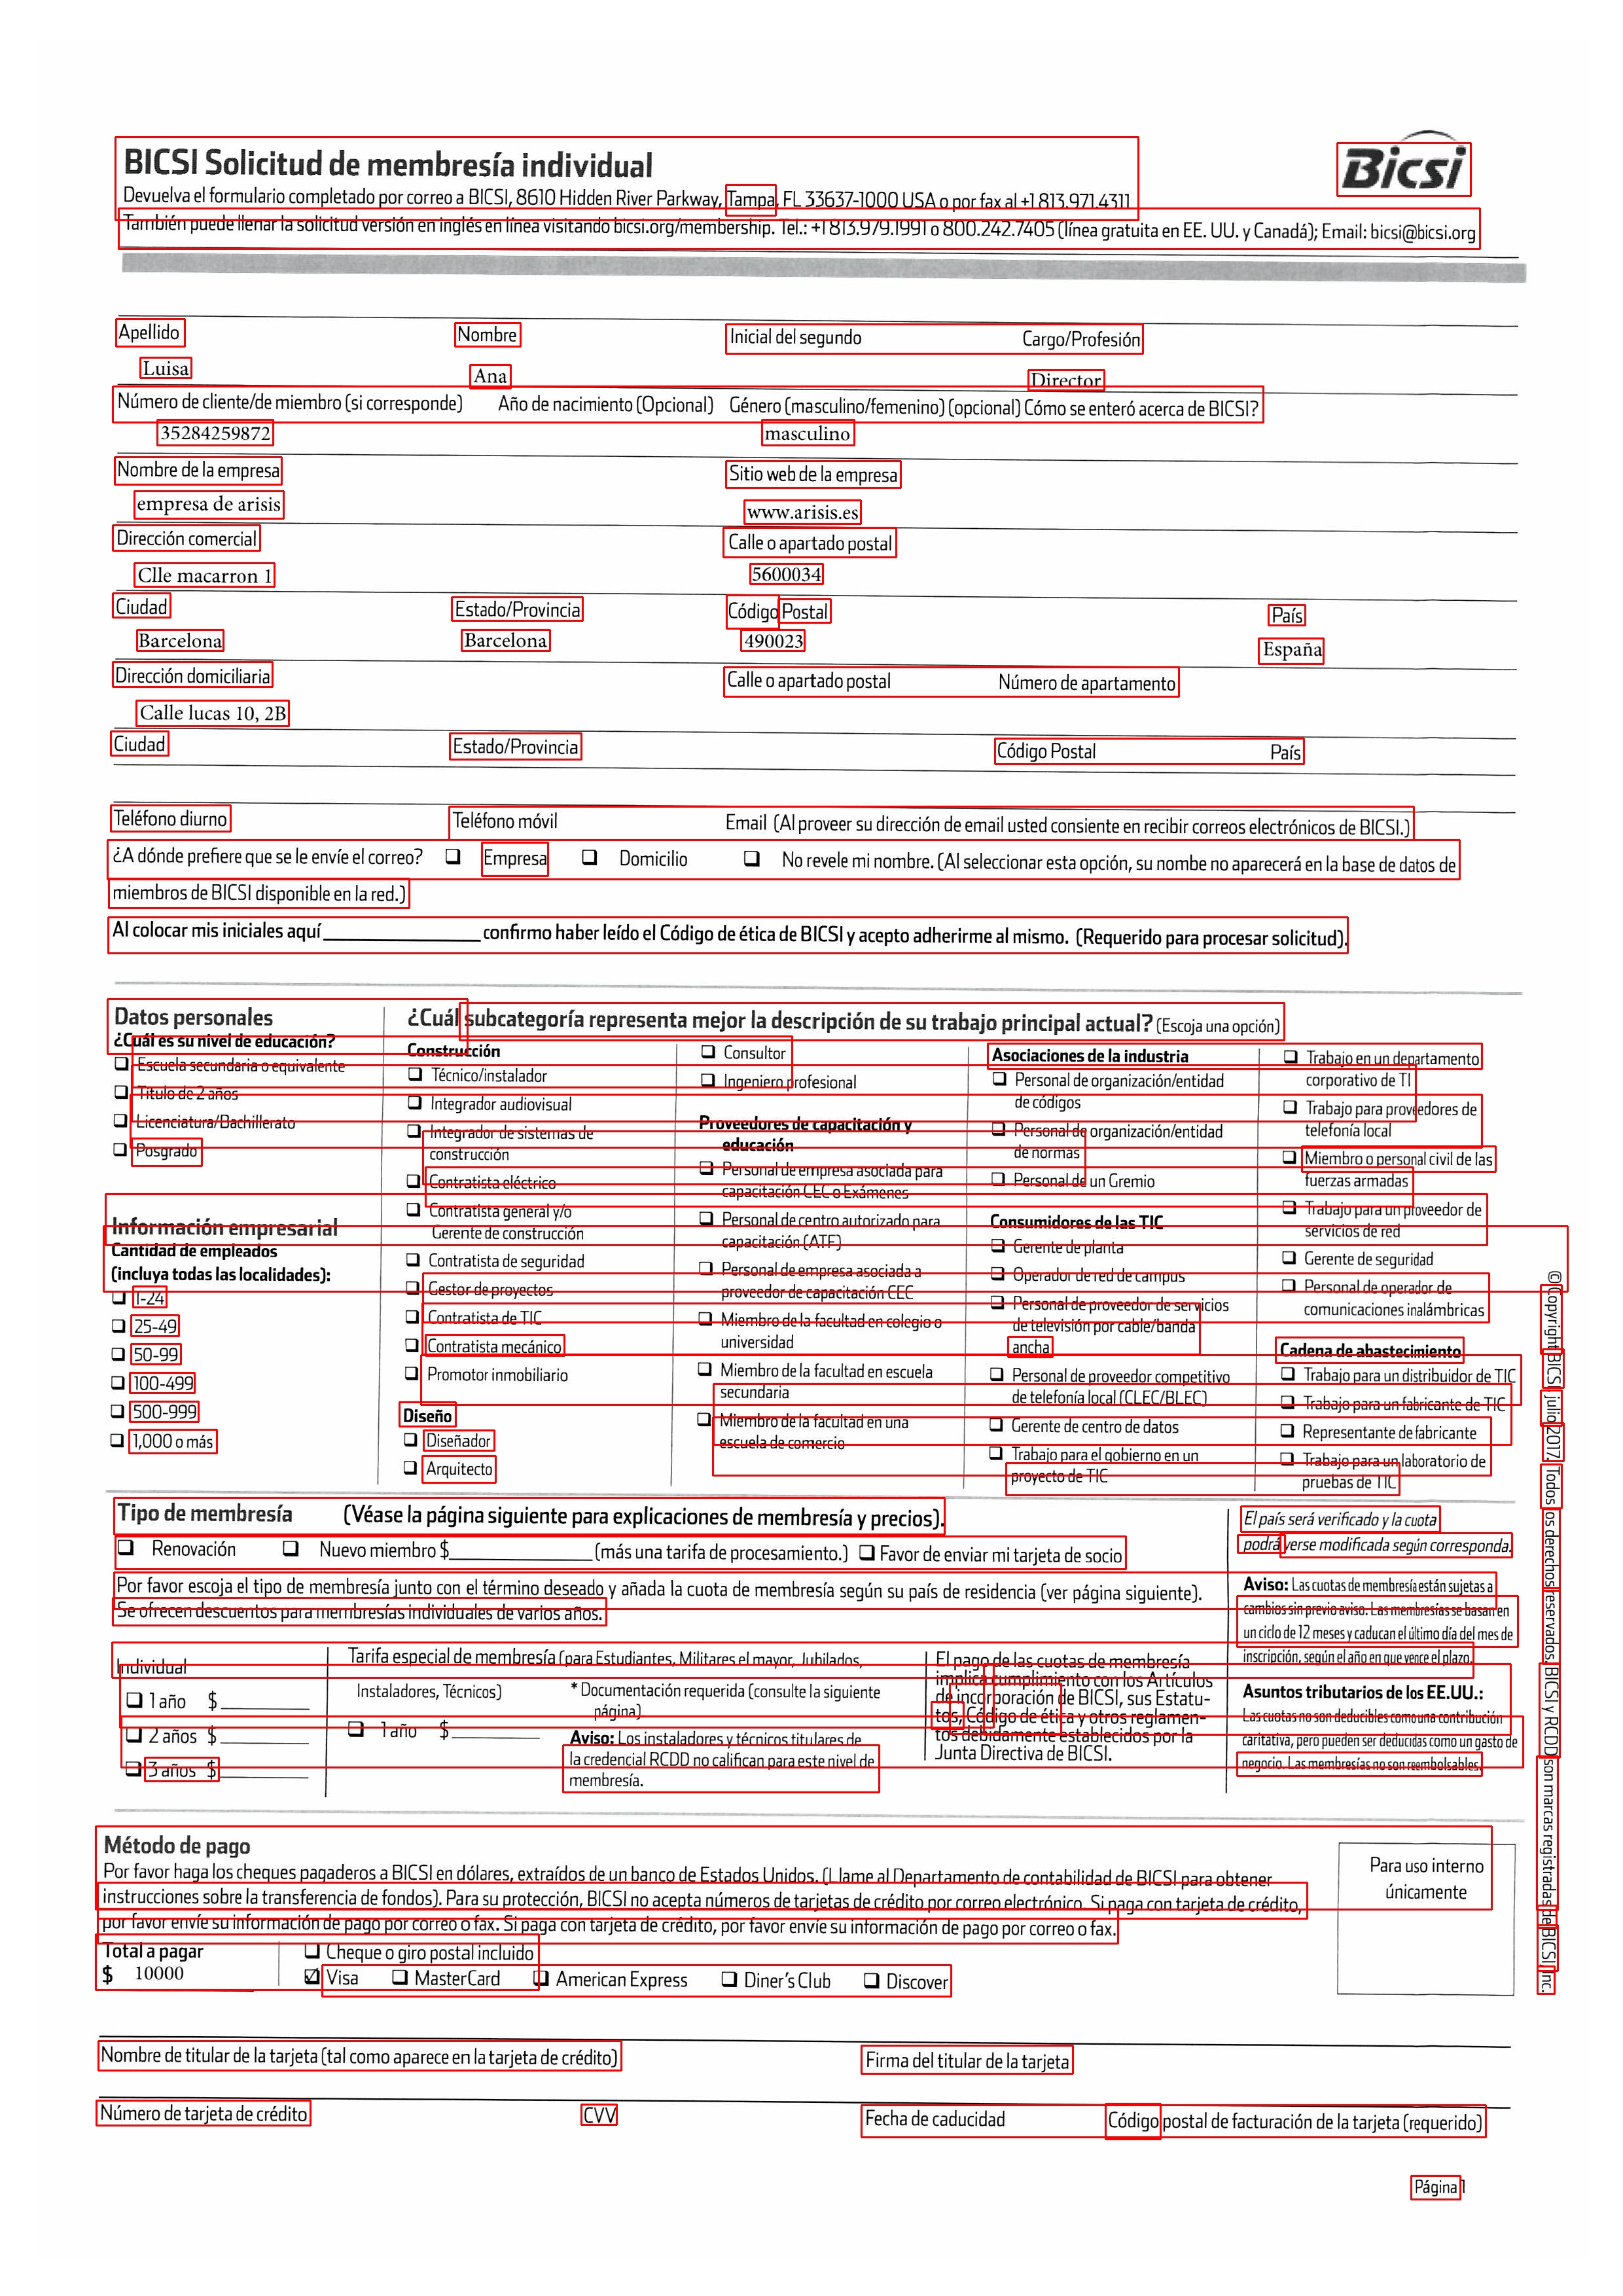 BICSI Solicitud de membresía individual
Bicsi
Devuelva el formulario completado por correo a BICSI, 8610 Hidden River Parkway, Tampa, FL 33637-1000 USA o por fax al +1 813.971.4311
También puede llenar la solicitud versión en inglés en línea visitando bicsi.org/membership. Tel.: +1 813.979.1991 o 800.242.7405 (línea gratuita en EE. UU. y Canadá); Email: bicsi@bicsi.org
Apellido Nombre Inicial del segundo Cargo/Profesión
Luisa Ana Director
Número de cliente/de miembro (si corresponde) Año de nacimiento (Opcional) Género (masculino/femenino) (opcional) Cómo se enteró acerca de BICSI?
35284259872 masculino
Nombre de la empresa Sitio web de la empresa
empresa de arisis www.arisis.es
Dirección comercial Calle o apartado postal
Clle macarron 1 5600034
Ciudad Estado/Provincia Código Postal País
Barcelona Barcelona 490023 España
Dirección domiciliaria Calle o apartado postal Número de apartamento
Calle lucas 10, 2B
Ciudad Estado/Provincia Código Postal País
Teléfono diurno Teléfono móvil Email (Al proveer su dirección de email usted consiente en recibir correos electrónicos de BICSI.)
¿A dónde prefiere que se le envíe el correo? Empresa Domicilio No revele mi nombre. (Al seleccionar esta opción, su nombe no aparecerá en la base de datos de
miembros de BICSI disponible en la red.)
Al colocar mis iniciales aquí confirmo haber leído el Código de ética de BICSI y acepto adherirme al mismo. (Requerido para procesar solicitud).
Datos personales
¿Cuál es su nivel de educación?
Escuela secundaria o equivalente
Título de 2 años
Licenciatura/Bachillerato
Posgrado
Información empresarial
Cantidad de empleados
(incluya todas las localidades):
1-24
25-49
50-99
100-499
500-999
1,000 o más
¿Cuál subcategoría representa mejor la descripción de su trabajo principal actual? (Escoja una opción)
Construcción
Técnico/instalador
Integrador audiovisual
Integrador de sistemas de
construcción
Contratista eléctrico
Contratista general y/o
Gerente de construcción
Contratista de seguridad
Gestor de proyectos
Contratista de TIC
Contratista mecánico
Promotor inmobiliario
Diseño
Diseñador
Arquitecto
Consultor
Ingeniero profesional
Proveedores de capacitación y
educación
Personal de empresa asociada para
capacitación CEC o Exámenes
Personal de centro autorizado para
capacitación (ATF)
Personal de empresa asociada a
proveedor de capacitación CEC
Miembro de la facultad en colegio o
universidad
Miembro de la facultad en escuela
secundaria
Miembro de la facultad en una
escuela de comercio
Asociaciones de la industria
Personal de organización/entidad
de códigos
Personal de organización/entidad
de normas
Personal de un Gremio
Consumidores de las TIC
Gerente de planta
Operador de red de campus
Personal de proveedor de servicios
de televisión por cable/banda
ancha
Personal de proveedor competitivo
de telefonía local (CLEC/BLEC)
Gerente de centro de datos
Trabajo para el gobierno en un
proyecto de TIC
Trabajo en un departamento
corporativo de TI
Trabajo para proveedores de
telefonía local
Miembro o personal civil de las
fuerzas armadas
Trabajo para un proveedor de
servicios de red
Gerente de seguridad
Personal de operador de
comunicaciones inalámbricas
Cadena de abastecimiento
Trabajo para un distribuidor de TIC
Trabajo para un fabricante de TIC
Representante de fabricante
Trabajo para un laboratorio de
pruebas de TIC
Tipo de membresía (Véase la página siguiente para explicaciones de membresía y precios).
Renovación Nuevo miembro $ (más una tarifa de procesamiento.) Favor de enviar mi tarjeta de socio
Por favor escoja el tipo de membresía junto con el término deseado y añada la cuota de membresía según su país de residencia (ver página siguiente).
Se ofrecen descuentos para membresías individuales de varios años.
Individual
1 año $
2 años $
3 años $
Tarifa especial de membresía (para Estudiantes, Militares el mayor, Jubilados,
Instaladores, Técnicos)
1 año $
* Documentación requerida (consulte la siguiente
página)
Aviso: Los instaladores y técnicos titulares de
la credencial RCDD no califican para este nivel de
membresía.
El pago de las cuotas de membresía
implica cumplimiento con los Artículos
de incorporación de BICSI, sus Estatu-
tos, Código de ética y otros reglamen-
tos debidamente establecidos por la
Junta Directiva de BICSI.
El país será verificado y la cuota
podrá verse modificada según corresponda.
Aviso: Las cuotas de membresía están sujetas a
cambios sin previo aviso. Las membresías se basan en
un ciclo de 12 meses y caducan el último día del mes de
inscripción, según el año en que vence el plazo.
Asuntos tributarios de los EE.UU.:
Las cuotas no son deducibles como una contribución
caritativa, pero pueden ser deducidas como un gasto de
negocio. Las membresías no son reembolsables.
©Copyright BICSI, julio 2017. Todos los derechos reservados. BICSI y RCDD son marcas registradas de BICSI, Inc.
Método de pago
Por favor haga los cheques pagaderos a BICSI en dólares, extraídos de un banco de Estados Unidos. (Llame al Departamento de contabilidad de BICSI para obtener
instrucciones sobre la transferencia de fondos). Para su protección, BICSI no acepta números de tarjetas de crédito por correo electrónico. Si paga con tarjeta de crédito,
por favor envíe su información de pago por correo o fax. Si paga con tarjeta de crédito, por favor envíe su información de pago por correo o fax.
Para uso interno
únicamente
Total a pagar
$ 10000
Cheque o giro postal incluido
Visa MasterCard American Express Diner's Club Discover
Nombre de titular de la tarjeta (tal como aparece en la tarjeta de crédito) Firma del titular de la tarjeta
Número de tarjeta de crédito CVV Fecha de caducidad Código postal de facturación de la tarjeta (requerido)
Página 1